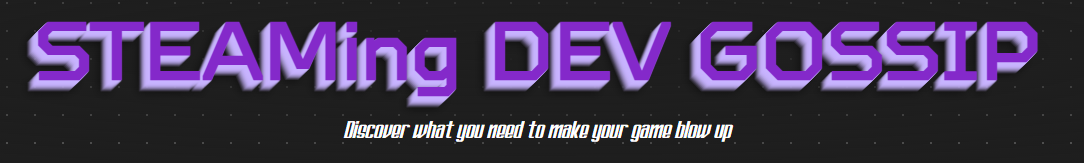 STEAMing DEV GOSSIP
Discover what you need to make your game blow up